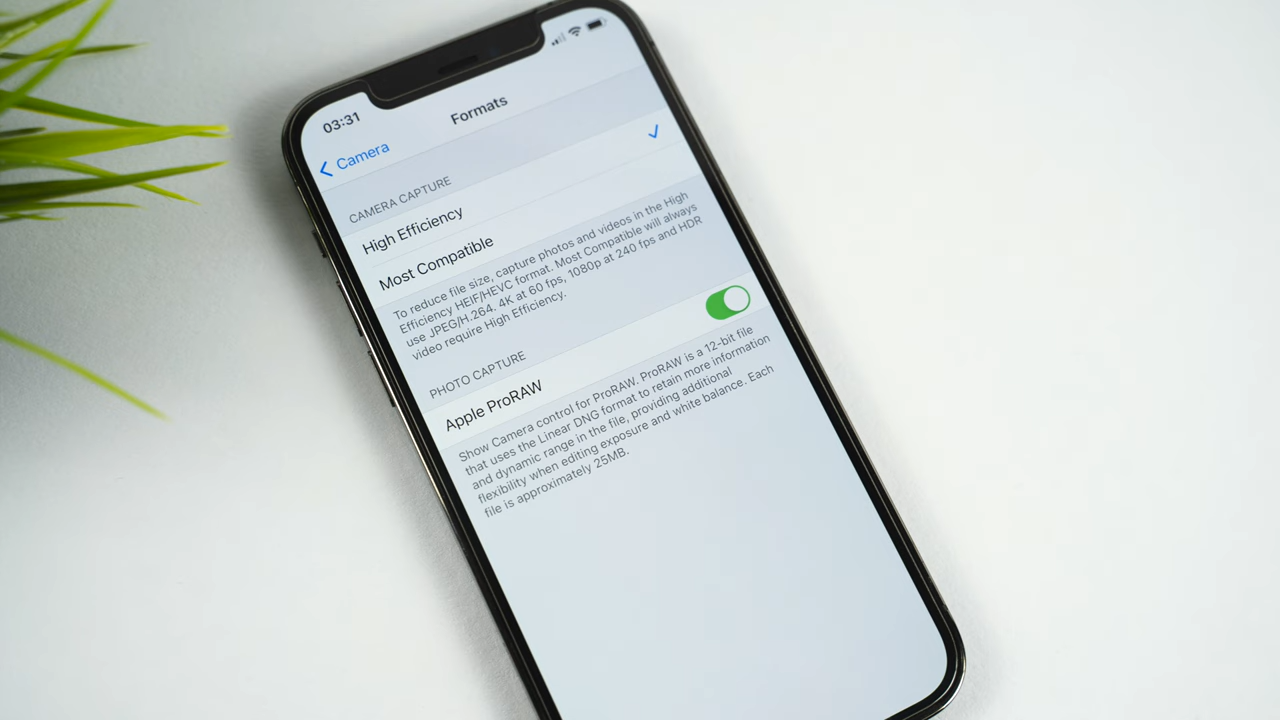 03:31
Formats
Camera
CAMERA CAPTURE
High Efficiency
Most Compatible
To reduce file size, capture photos and videos in the High
Efficiency HEIF/HEVC format. Most Compatible will always
use JPEG/H.264. 4K at 60 fps, 1080p at 240 fps and HDR
video require High Efficiency.
PHOTO CAPTURE
Apple ProRAW
Show Camera control for ProRAW. ProRAW is a 12-bit file
that uses the Linear DNG format to retain more information
and dynamic range in the file, providing additional
flexibility when editing exposure and white balance. Each
file is approximately 25MB.